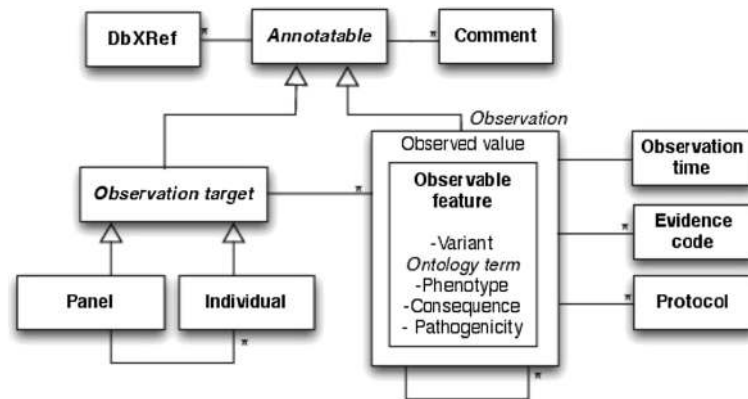 DbXRef
*
Annotatable
*
Comment
Observation
Observed value
Observable
feature
-Variant
Ontology term
-Phenotype
-Consequence
- Pathogenicity
Observation target
*
Observation
time
*
Evidence
code
*
Protocol
Panel
Individual
*
*